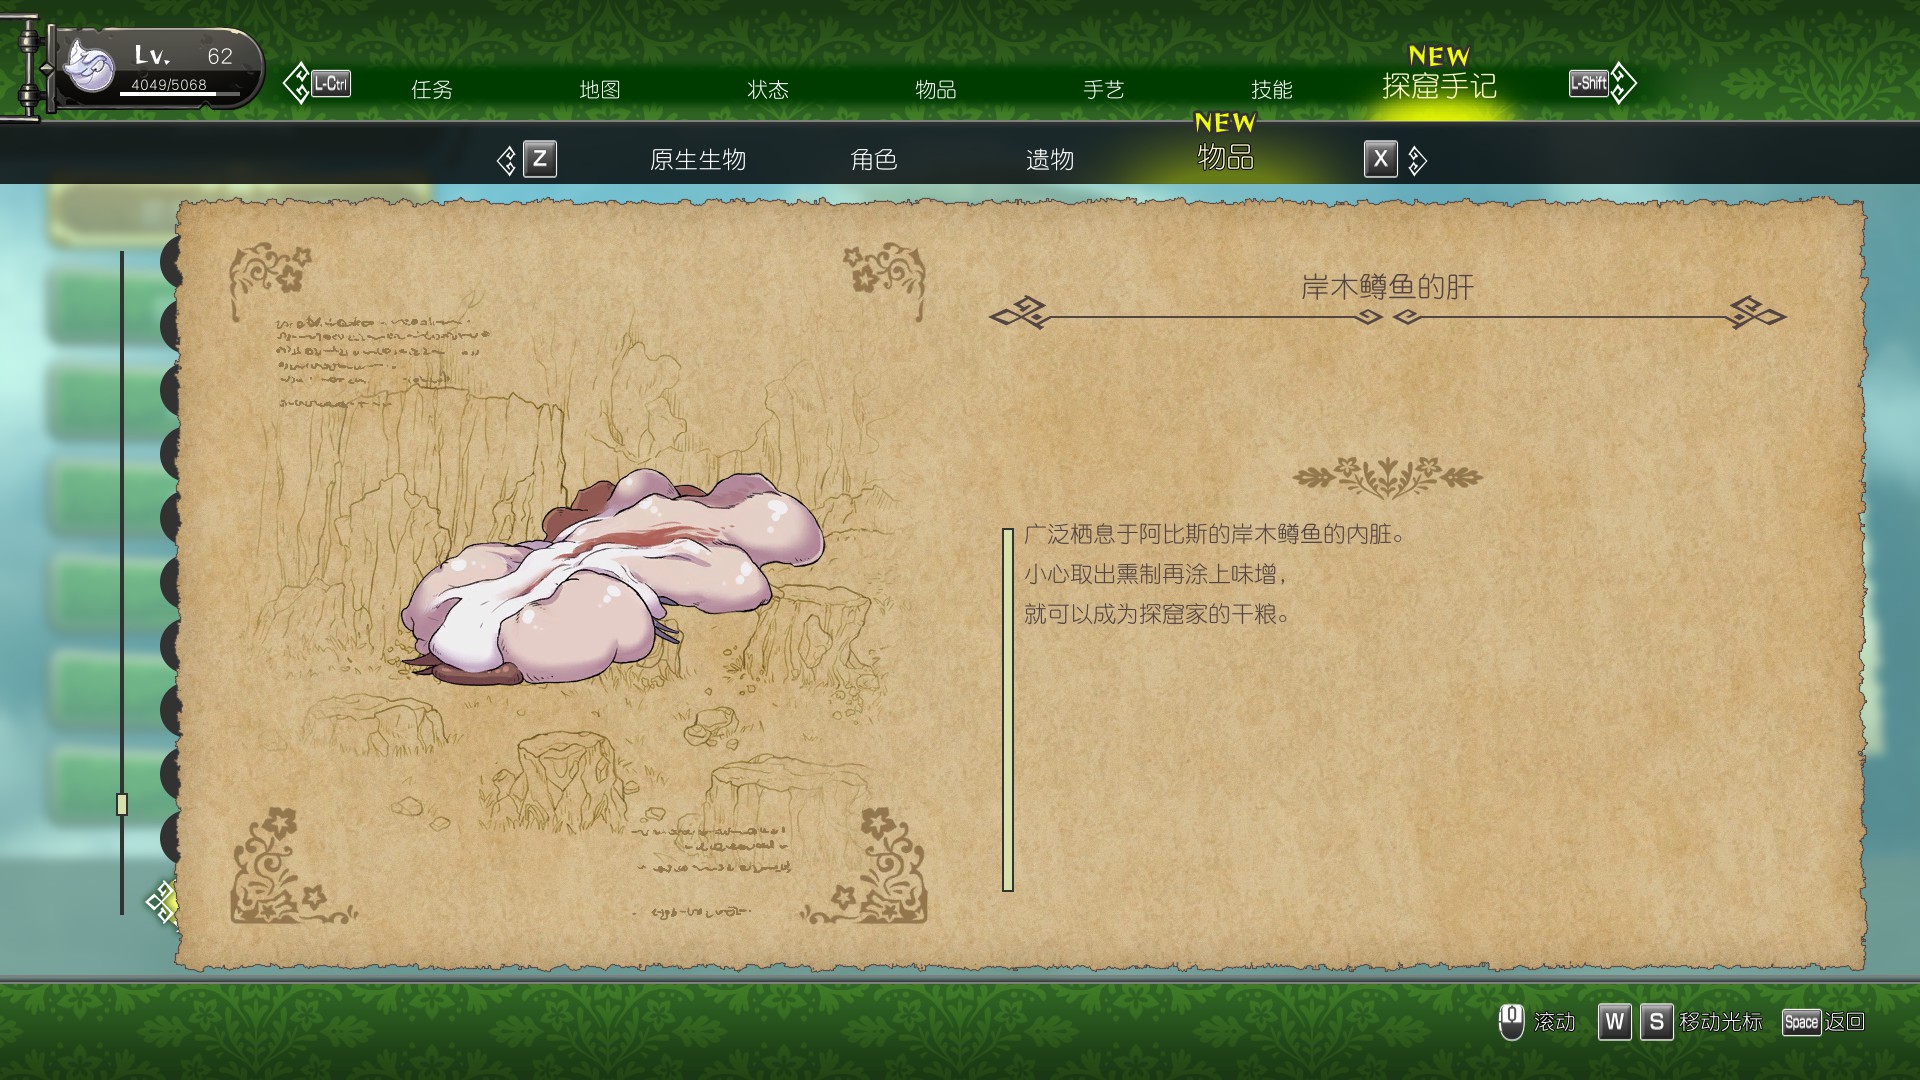 Lv. 62
4049/5068
L-Ctrl
任务
地图
状态
物品
手艺
技能
NEW
探窟手记
L-Shift
Z
原生生物
角色
遗物
NEW
物品
X
岸木鳟鱼的肝
广泛栖息于阿比斯的岸木鳟鱼的内脏。
小心取出熏制再涂上味增，
就可以成为探窟家的干粮。
滚动
W S 移动光标
Space 返回